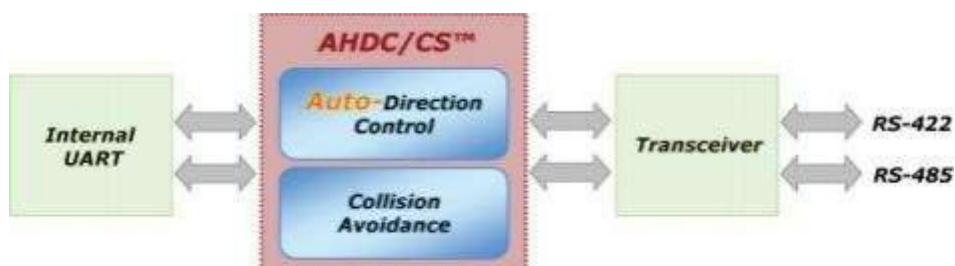 AHDC/CS™
Auto-Direction
Control
Internal
UART
Transceiver
RS-422
RS-485
Collision
Avoidance